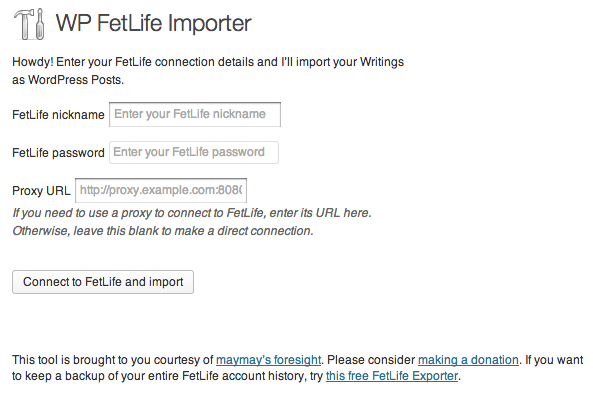 WP FetLife Importer
Howdy! Enter your FetLife connection details and I'll import your Writings
as WordPress Posts.
FetLife nickname Enter your FetLife nickname
FetLife password Enter your FetLife password
Proxy URL http://proxy.example.com:8080
If you need to use a proxy to connect to FetLife, enter its URL here.
Otherwise, leave this blank to make a direct connection.
Connect to FetLife and import
This tool is brought to you courtesy of maymay's foresight. Please consider making a donation. If you want
to keep a backup of your entire FetLife account history, try this free FetLife Exporter.